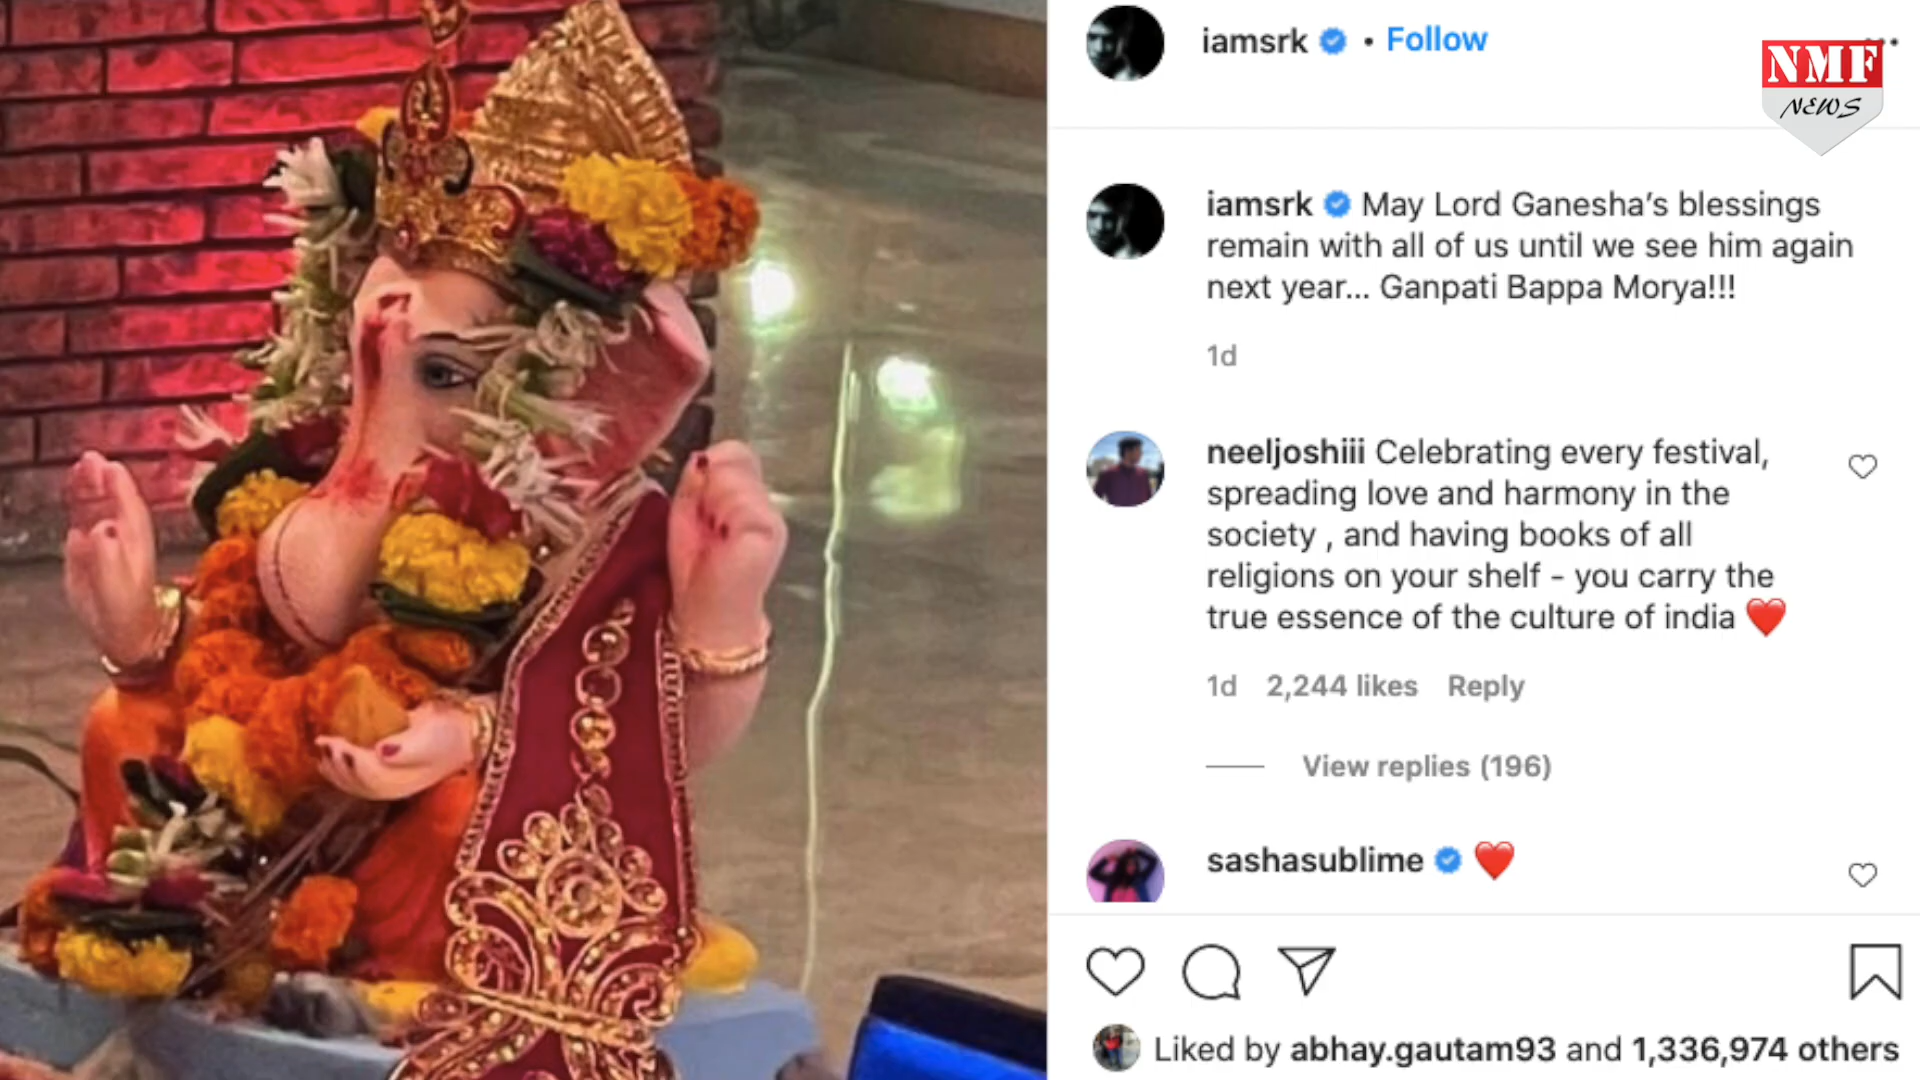 iamsrk • Follow
NMF
NEWS
iamsrk May Lord Ganesha’s blessings
remain with all of us until we see him again
next year... Ganpati Bappa Morya!!!
1d
neeljoshiii Celebrating every festival,
spreading love and harmony in the
society , and having books of all
religions on your shelf - you carry the
true essence of the culture of india ❤️
1d 2,244 likes Reply
View replies (196)
sashasublime ❤️
Liked by abhay.gautam93 and 1,336,974 others